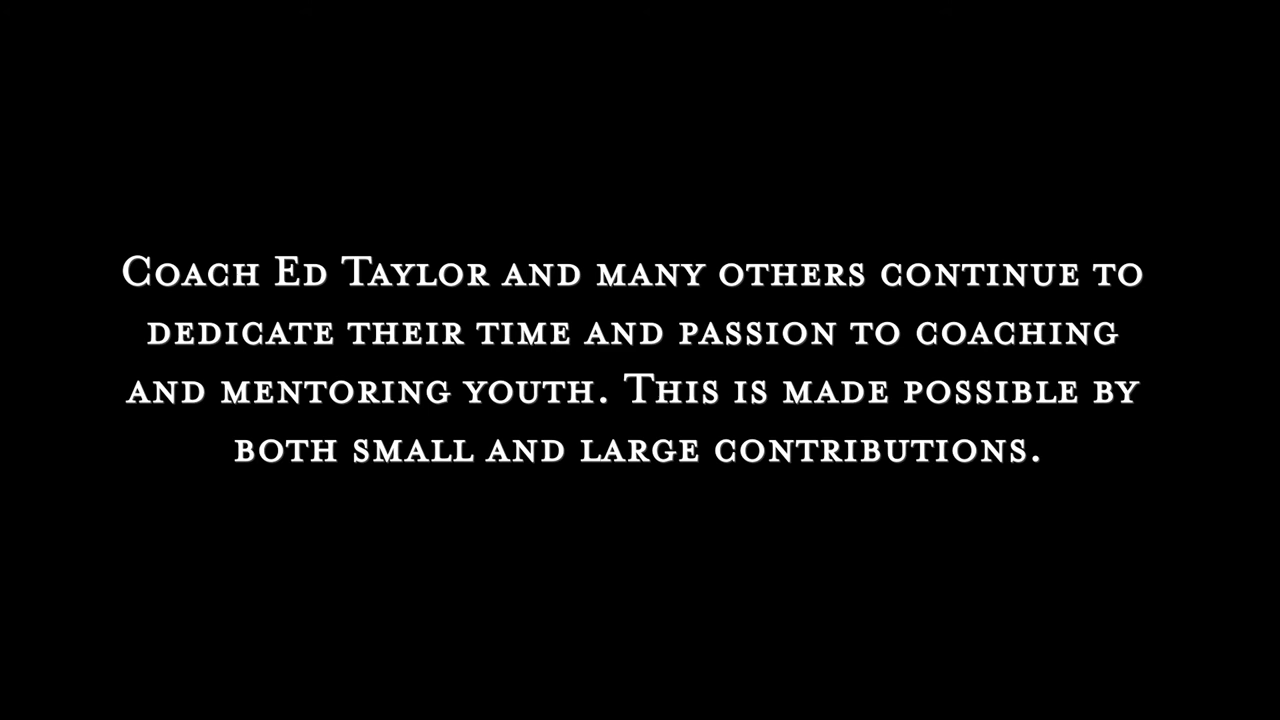 Coach Ed Taylor and many others continue to
dedicate their time and passion to coaching
and mentoring youth. This is made possible by
both small and large contributions.